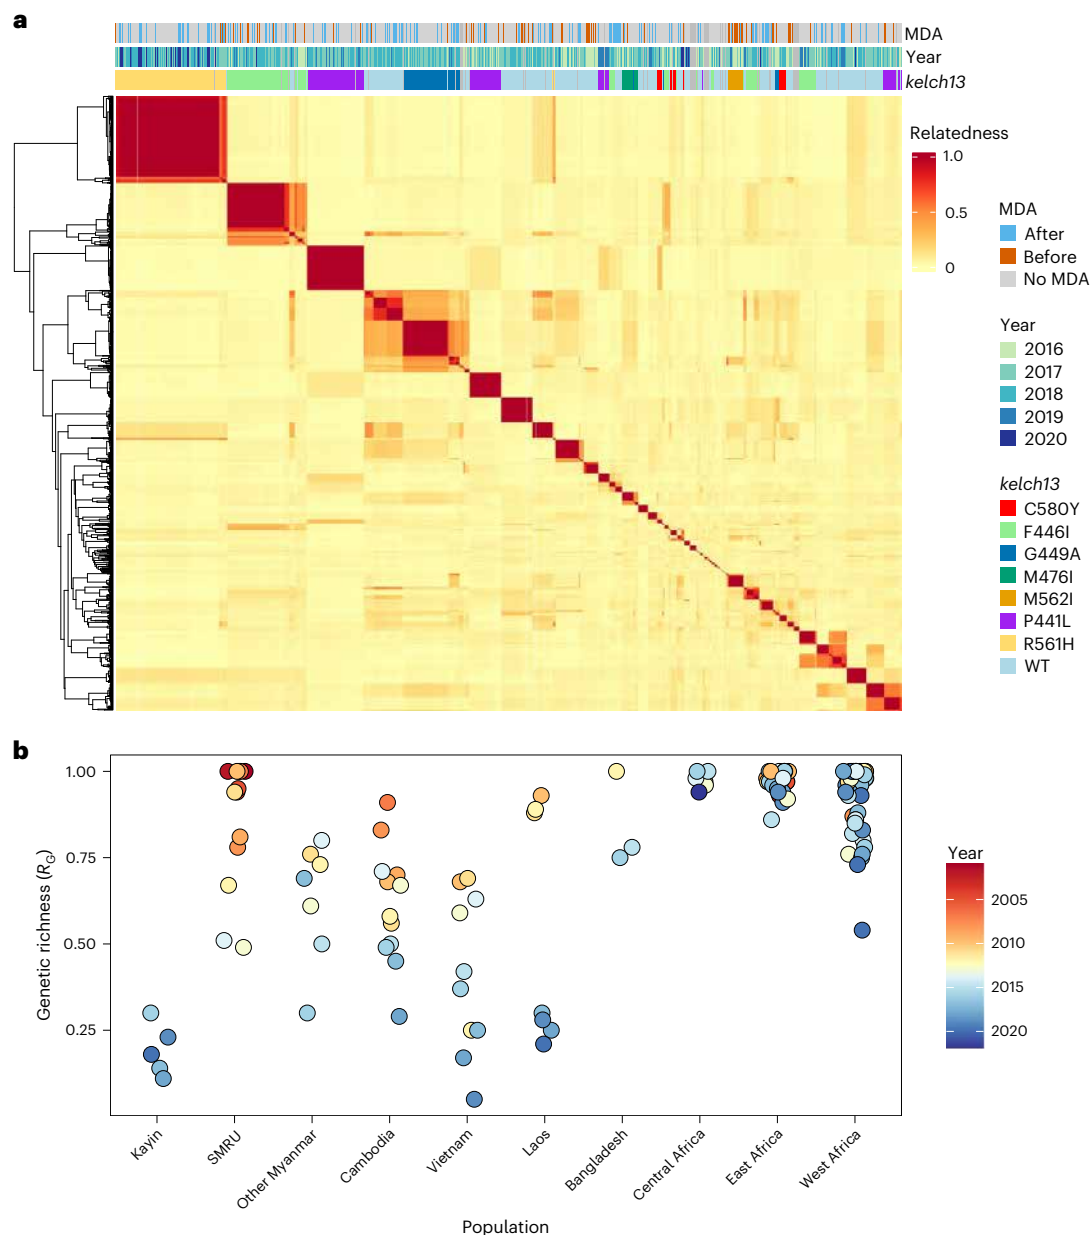 a
MDA
Year
kelch13
Relatedness
1.0
0.5
0
MDA
After
Before
No MDA
Year
2016
2017
2018
2019
2020
kelch13
C580Y
F446I
G449A
M476I
M562I
P441L
R561H
WT
b
Genetic richness (RG)
1.00
0.75
0.50
0.25
Kayin
SMRU
Other Myanmar
Cambodia
Vietnam
Laos
Bangladesh
Central Africa
East Africa
West Africa
Population
Year
2005
2010
2015
2020